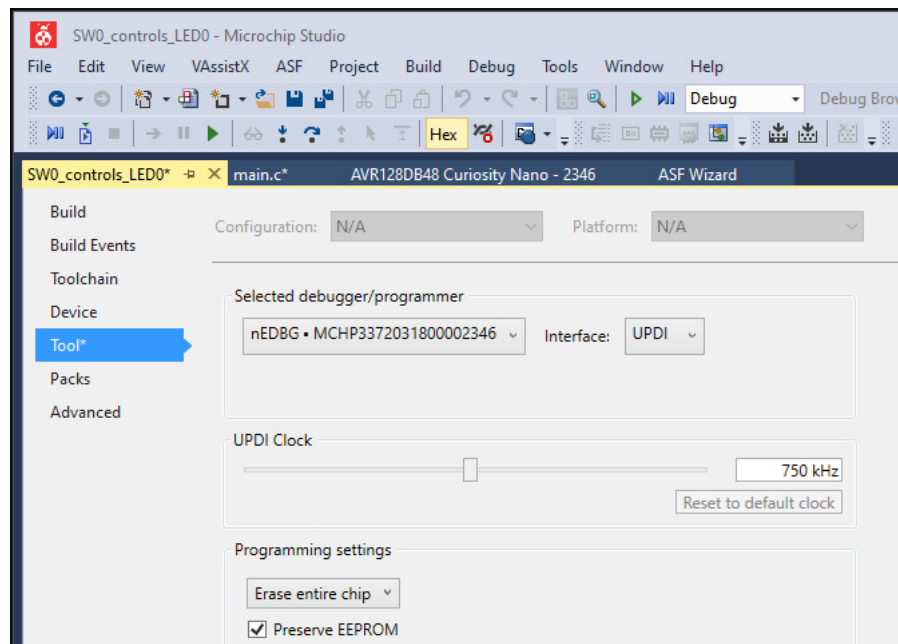 SW0_controls_LED0 - Microchip Studio
File Edit View VAssistX ASF Project Build Debug Tools Window Help
Debug Debug Brow
Hex
SW0_controls_LED0* main.c* AVR128DB48 Curiosity Nano - 2346 ASF Wizard
Build
Configuration: N/A Platform: N/A
Build Events
Toolchain
Selected debugger/programmer
Device
nEDBG • MCHP3372031800002346 Interface: UPDI
Tool*
Packs
Advanced
UPDI Clock
750 kHz
Reset to default clock
Programming settings
Erase entire chip
Preserve EEPROM